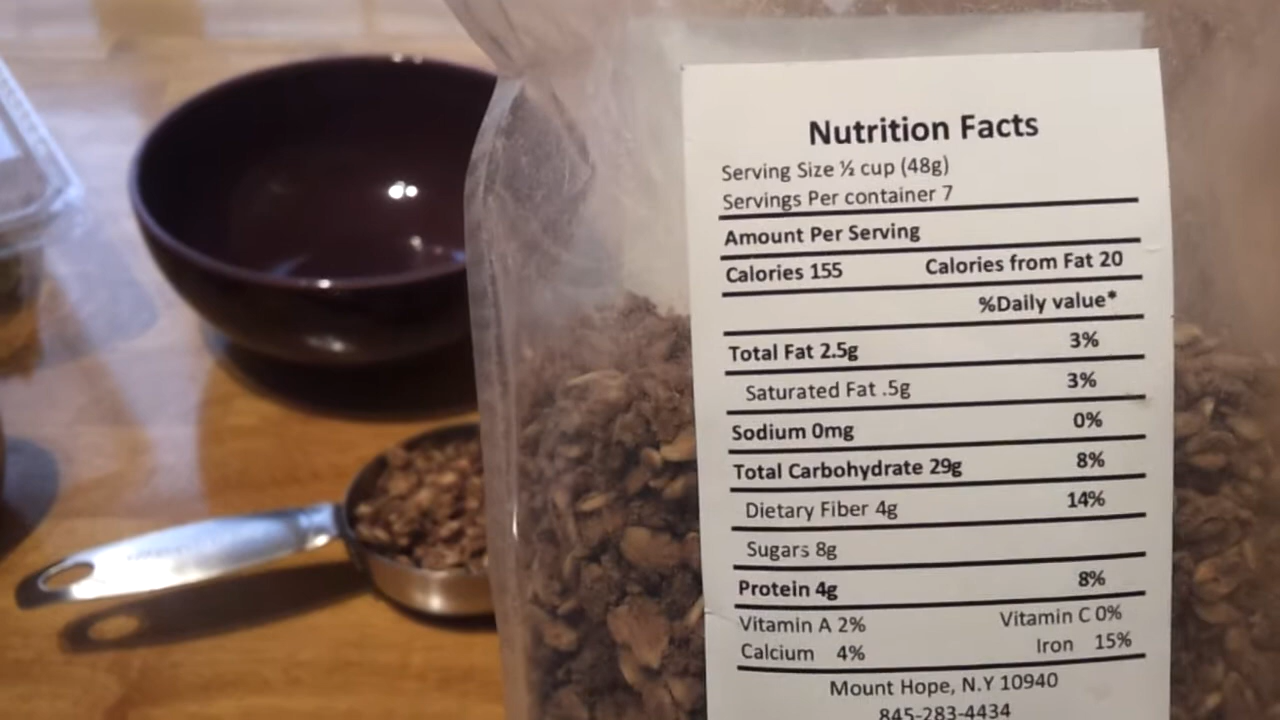 Nutrition Facts
Serving Size ½ cup (48g)
Servings Per container 7
Amount Per Serving
Calories 155 Calories from Fat 20
%Daily value*
Total Fat 2.5g 3%
Saturated Fat .5g 3%
Sodium 0mg 0%
Total Carbohydrate 29g 8%
Dietary Fiber 4g 14%
Sugars 8g
Protein 4g 8%
Vitamin A 2% Vitamin C 0%
Calcium 4% Iron 15%
Mount Hope, N.Y 10940
845-283-4434